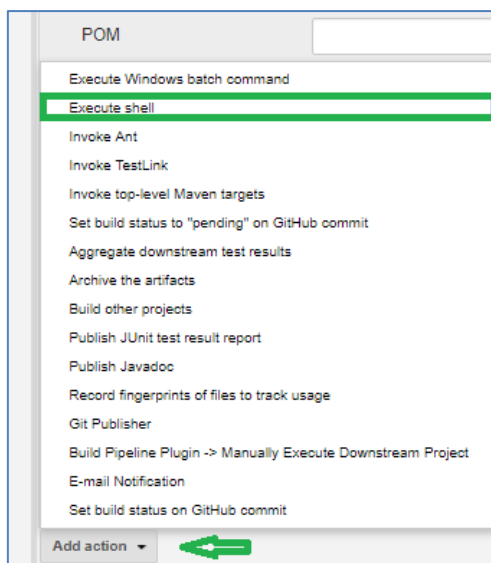 POM
Execute Windows batch command
Execute shell
Invoke Ant
Invoke TestLink
Invoke top-level Maven targets
Set build status to "pending" on GitHub commit
Aggregate downstream test results
Archive the artifacts
Build other projects
Publish JUnit test result report
Publish Javadoc
Record fingerprints of files to track usage
Git Publisher
Build Pipeline Plugin -> Manually Execute Downstream Project
E-mail Notification
Set build status on GitHub commit
Add action